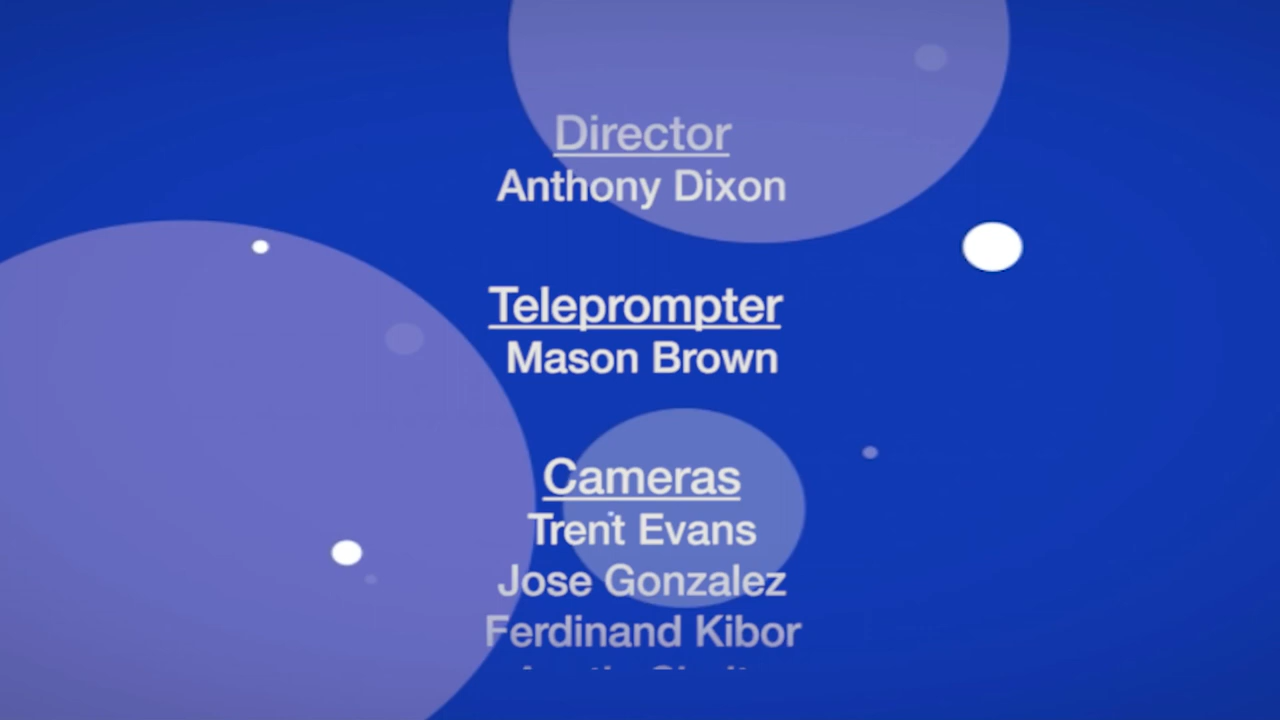 Director
Anthony Dixon
Teleprompter
Mason Brown
Cameras
Trent Evans
Jose Gonzalez
Ferdinand Kibor